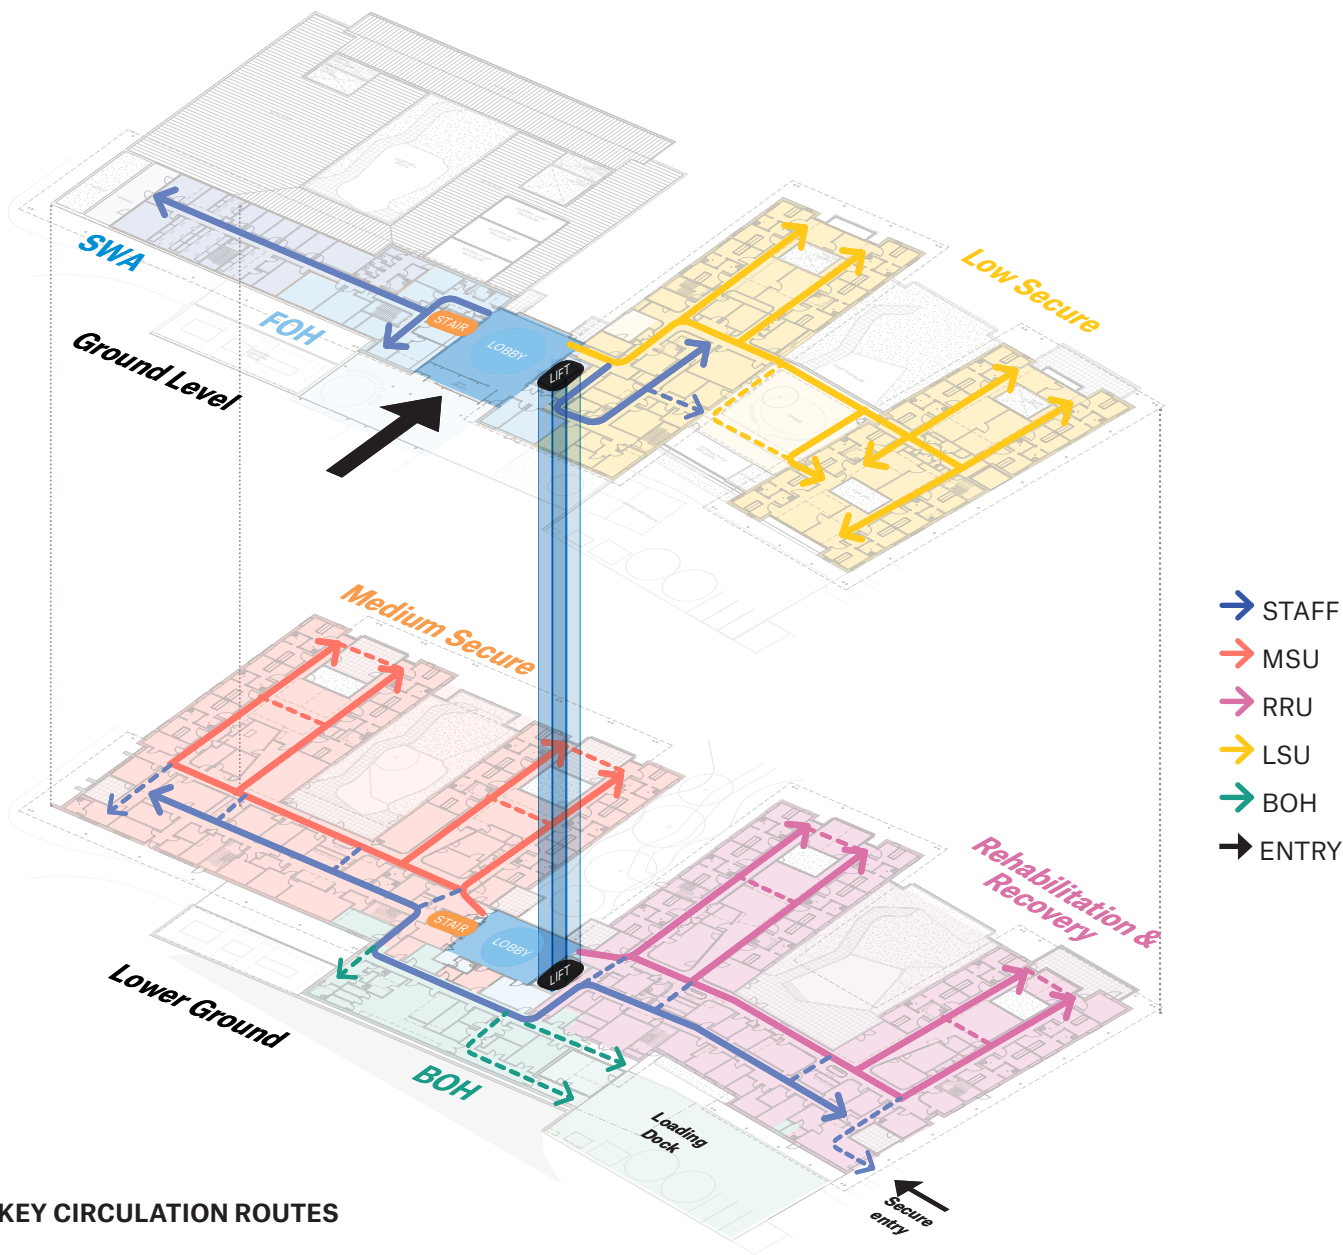 SWA
FOH
Ground Level
STAIR
LOBBY
LIFT
Low Secure
Medium Secure
STAFF
MSU
RRU
LSU
BOH
ENTRY
STAIR
LOBBY
LIFT
Rehabilitation &
Recovery
Lower Ground
BOH
Loading
Dock
Secure
entry
KEY CIRCULATION ROUTES